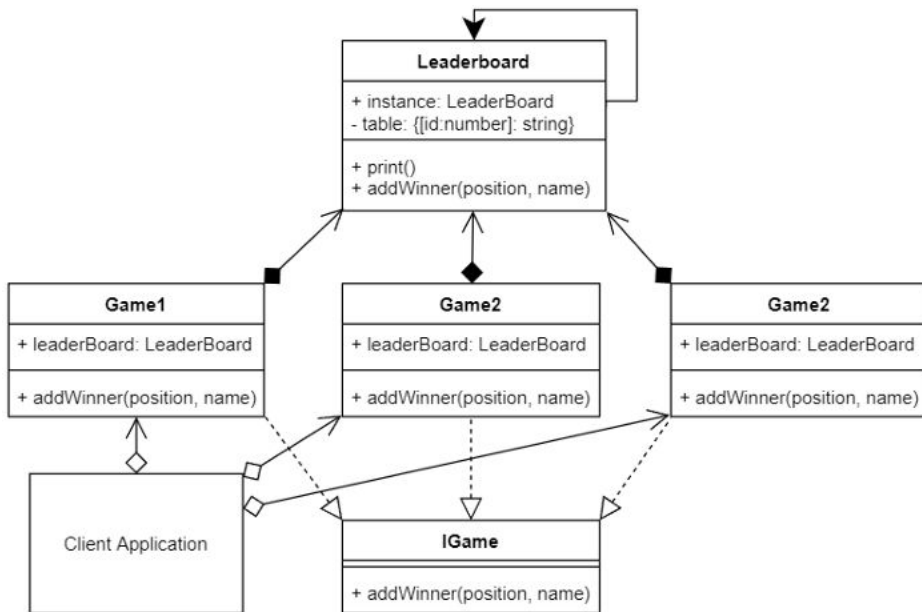 Leaderboard
+ instance: LeaderBoard
- table: {[id:number]: string}
+ print()
+ addWinner(position, name)
Game1
+ leaderBoard: LeaderBoard
+ addWinner(position, name)
Game2
+ leaderBoard: LeaderBoard
+ addWinner(position, name)
Game2
+ leaderBoard: LeaderBoard
+ addWinner(position, name)
Client Application
IGame
+ addWinner(position, name)